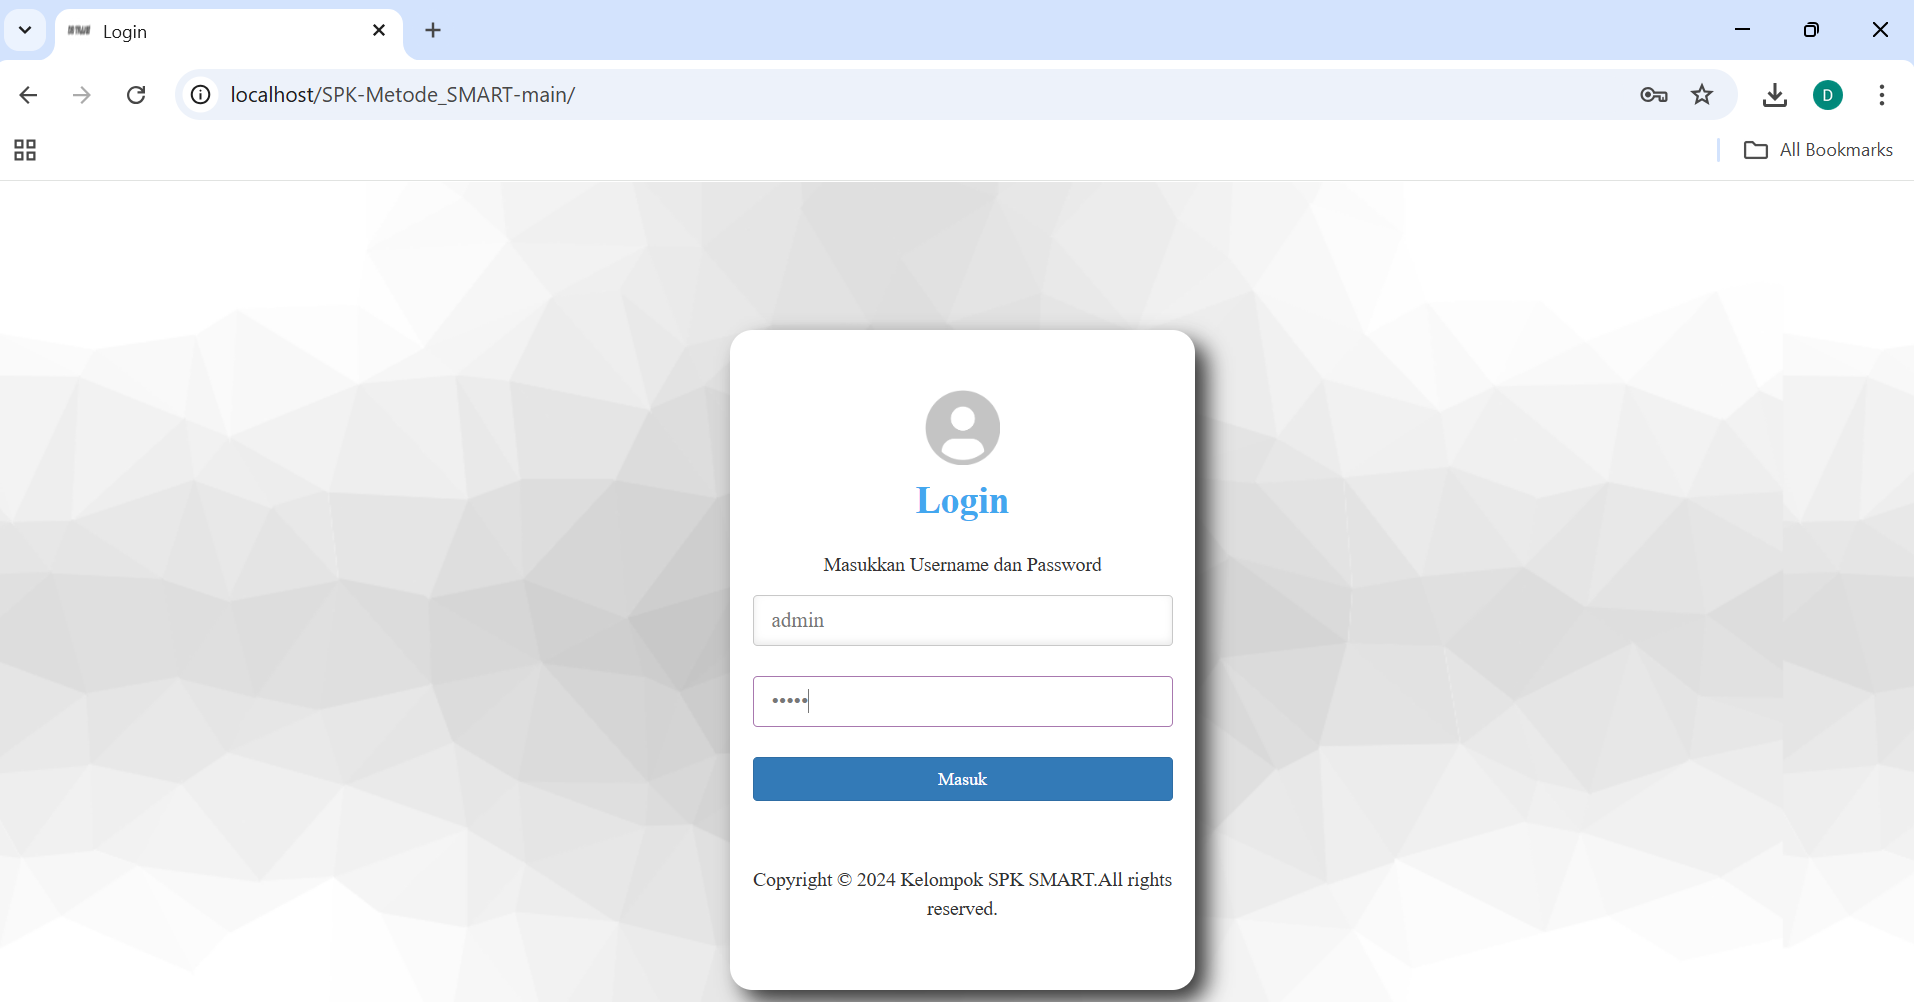 Login
localhost/SPK-Metode_SMART-main/
D
All Bookmarks
Login
Masukkan Username dan Password
admin
•••••
Masuk
Copyright © 2024 Kelompok SPK SMART.All rights
reserved.